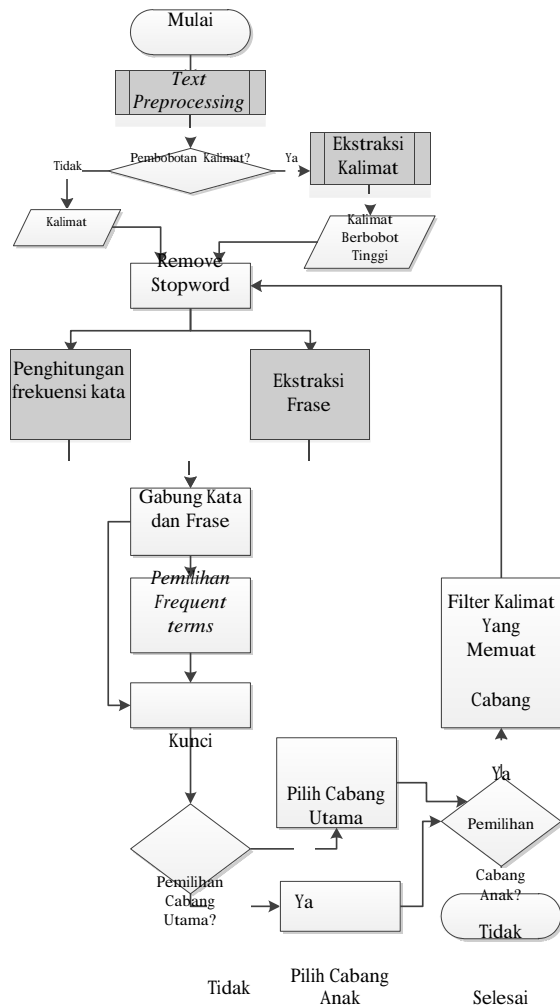 Mulai
Text
Preprocessing
Pembobotan Kalimat?
Tidak
Ya
Ekstraksi
Kalimat
Kalimat
Kalimat
Berbobot
Tinggi
Remove
Stopword
Penghitungan
frekuensi kata
Ekstraksi
Frase
Gabung Kata
dan Frase
Pemilihan
Frequent
terms
Kunci
Filter Kalimat
Yang
Memuat
Cabang
Pilih Cabang
Utama
Ya
Pemilihan
Cabang
Anak?
Pemilihan
Cabang
Utama?
Ya
Tidak
Tidak
Pilih Cabang
Anak
Selesai